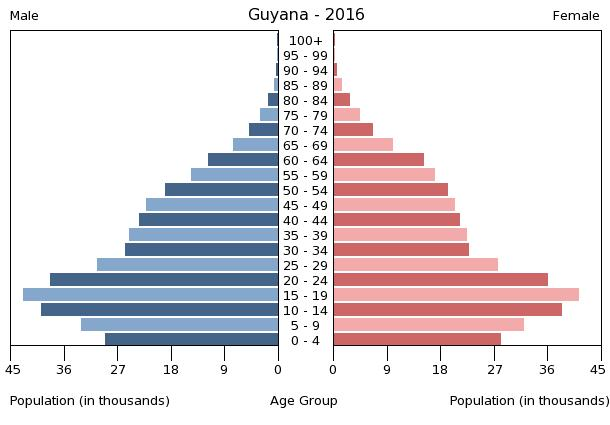 Male Guyana - 2016 Female
100+
95 - 99
90 - 94
85 - 89
80 - 84
75 - 79
70 - 74
65 - 69
60 - 64
55 - 59
50 - 54
45 - 49
40 - 44
35 - 39
30 - 34
25 - 29
20 - 24
15 - 19
10 - 14
5 - 9
0 - 4
45 36 27 18 9 0 0 9 18 27 36 45
Population (in thousands) Age Group Population (in thousands)